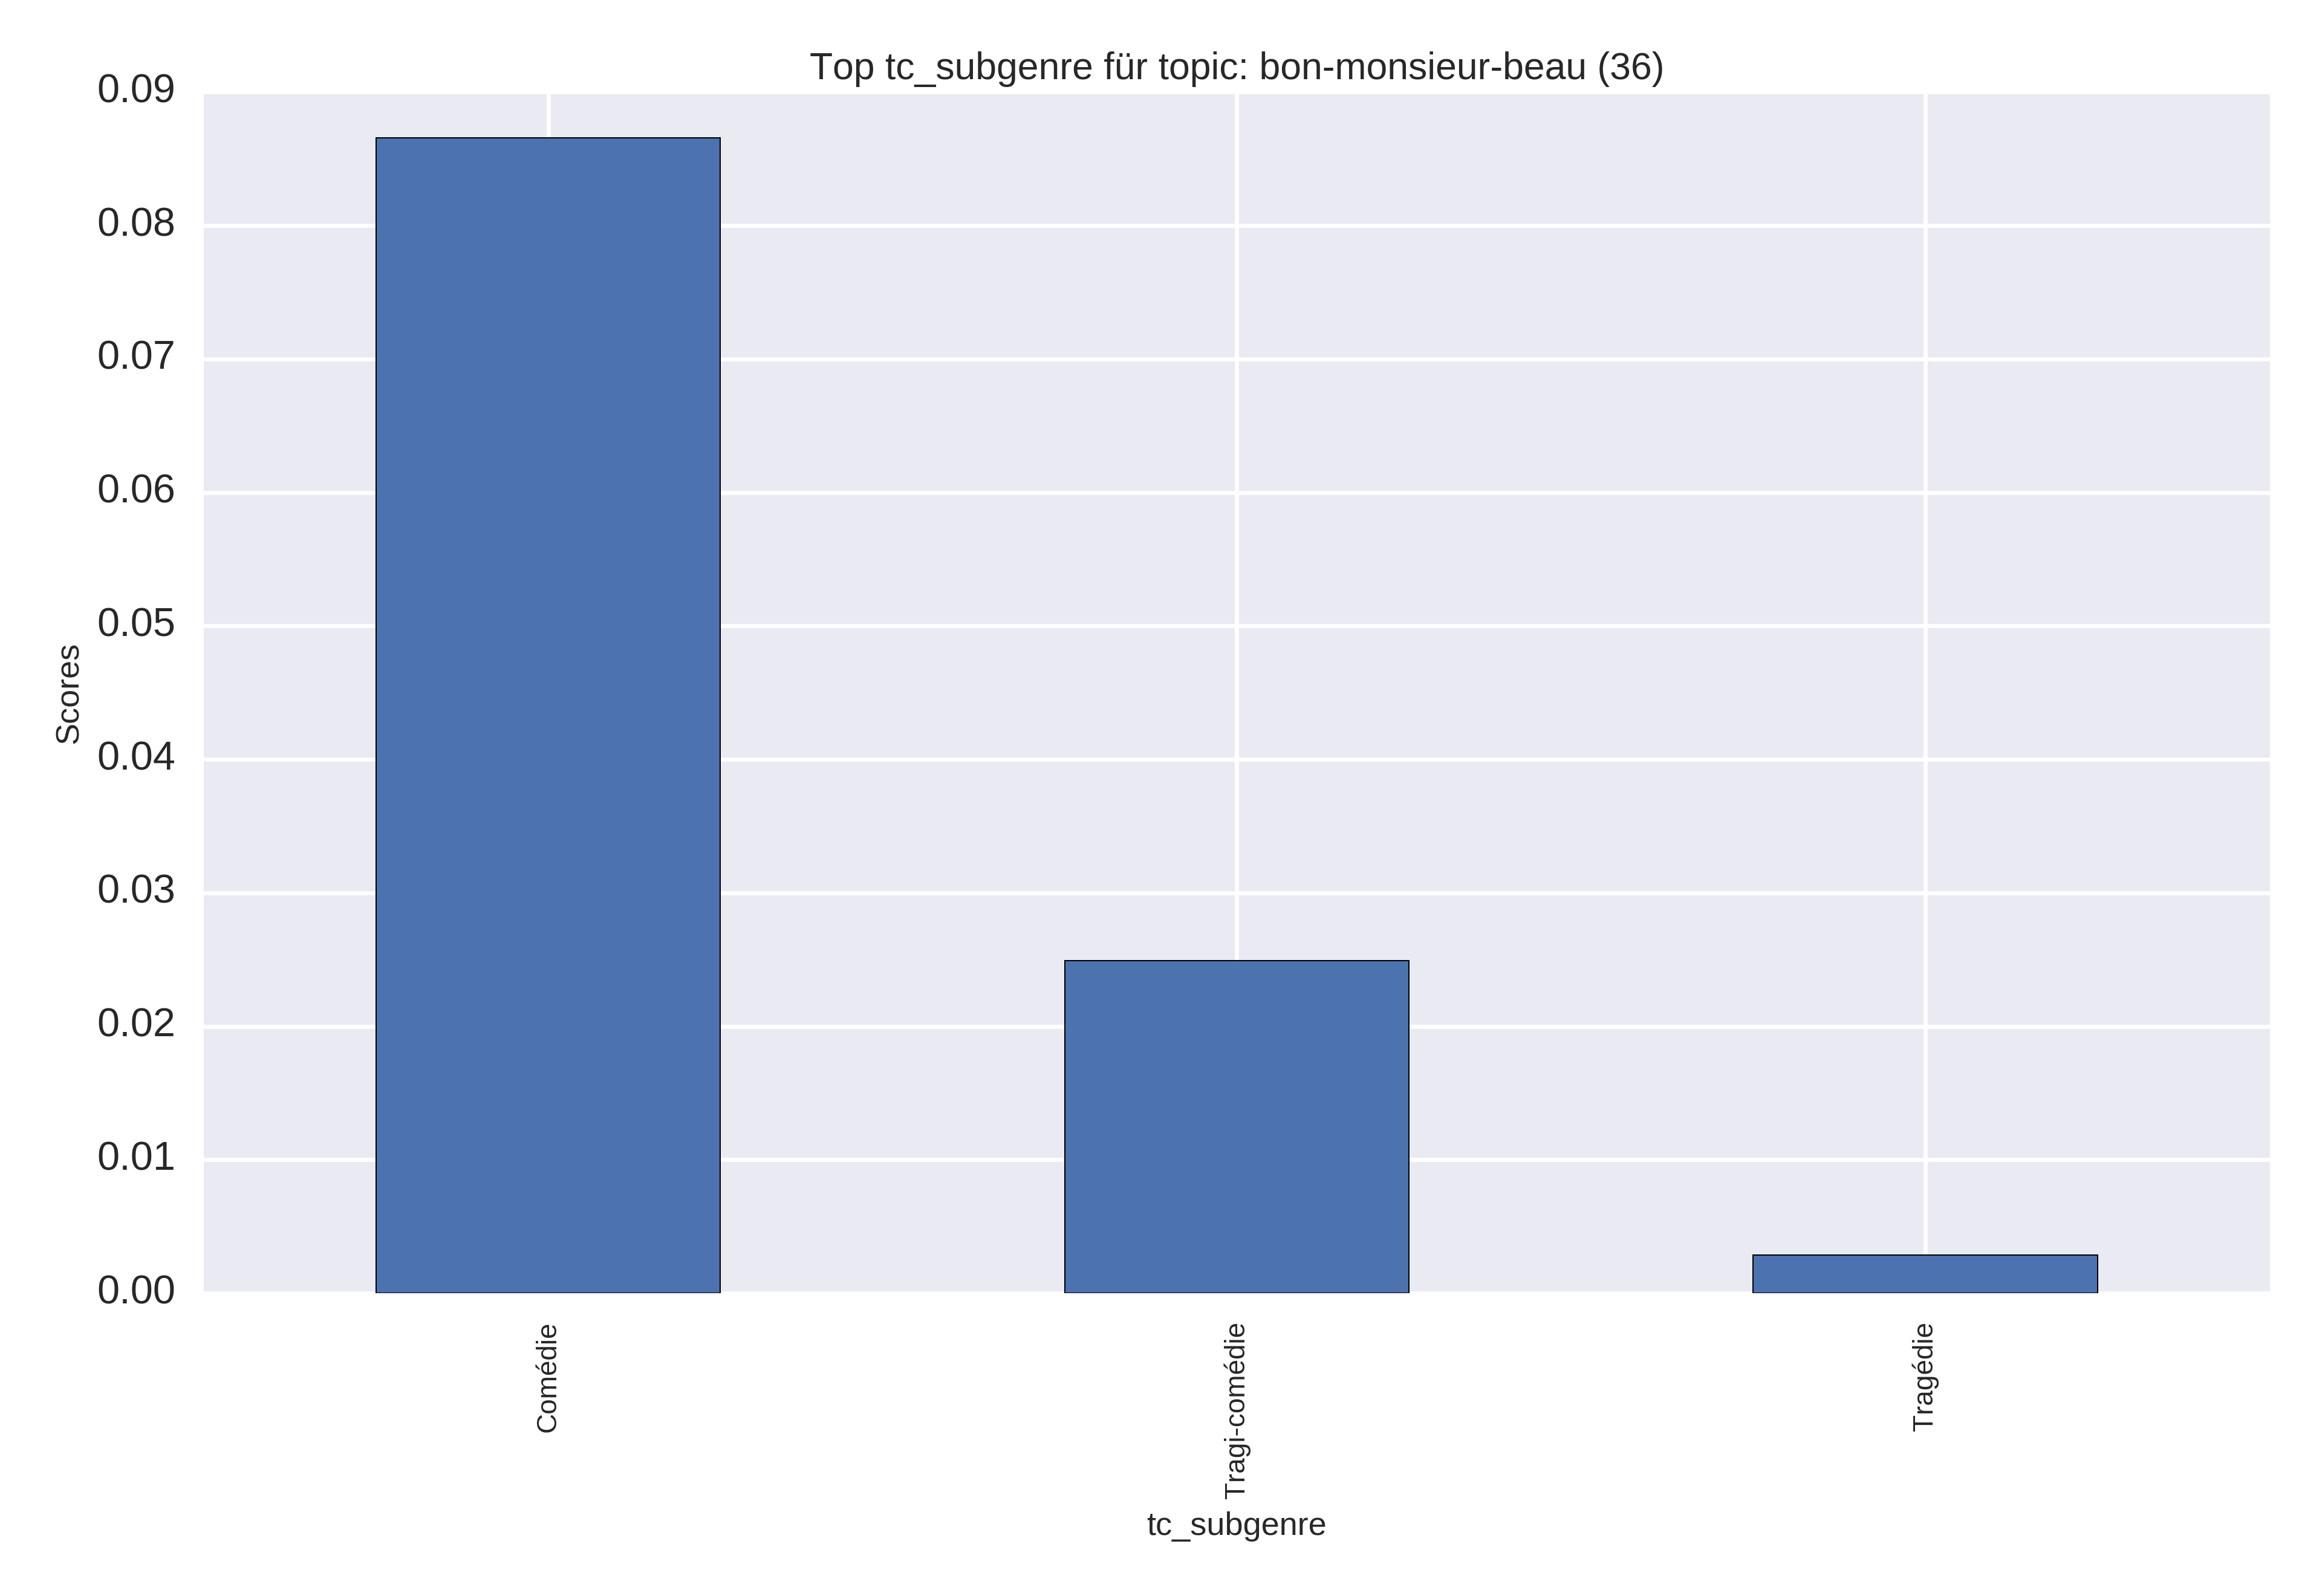 Top tc_subgenre für topic: bon-monsieur-beau (36)
0.09
0.08
0.07
0.06
0.05
0.04
0.03
0.02
0.01
0.00
Scores
Comédie
Tragi-comédie
Tragédie
tc_subgenre